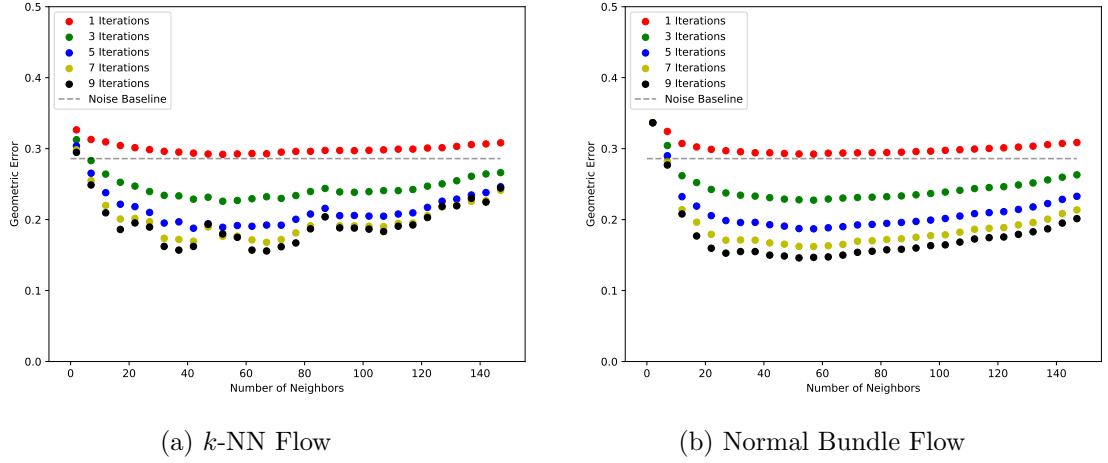 0.5
0.4
0.3
0.2
0.1
0.0
Geometric Error
1 Iterations
3 Iterations
5 Iterations
7 Iterations
9 Iterations
Noise Baseline
0 20 40 60 80 100 120 140
Number of Neighbors
(a) k-NN Flow
0.5
0.4
0.3
0.2
0.1
0.0
Geometric Error
1 Iterations
3 Iterations
5 Iterations
7 Iterations
9 Iterations
Noise Baseline
0 20 40 60 80 100 120 140
Number of Neighbors
(b) Normal Bundle Flow